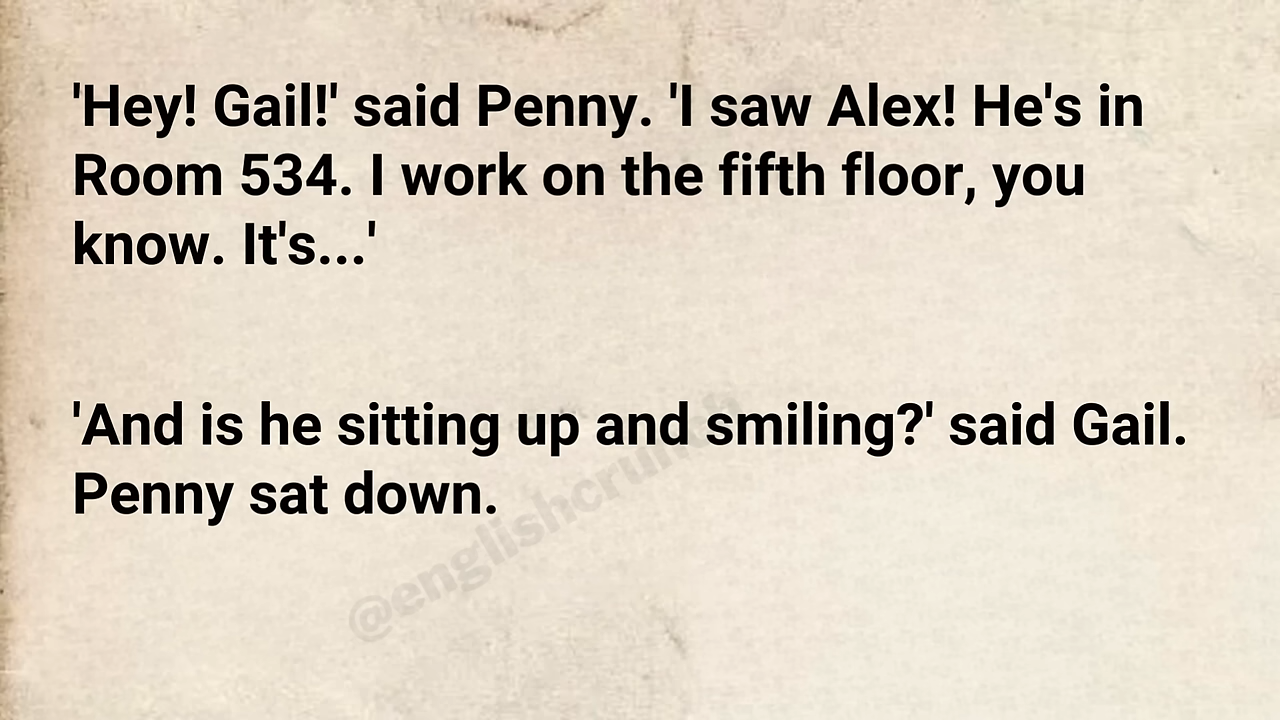 'Hey! Gail!' said Penny. 'I saw Alex! He's in
Room 534. I work on the fifth floor, you
know. It's...'
'And is he sitting up and smiling?' said Gail.
Penny sat down.